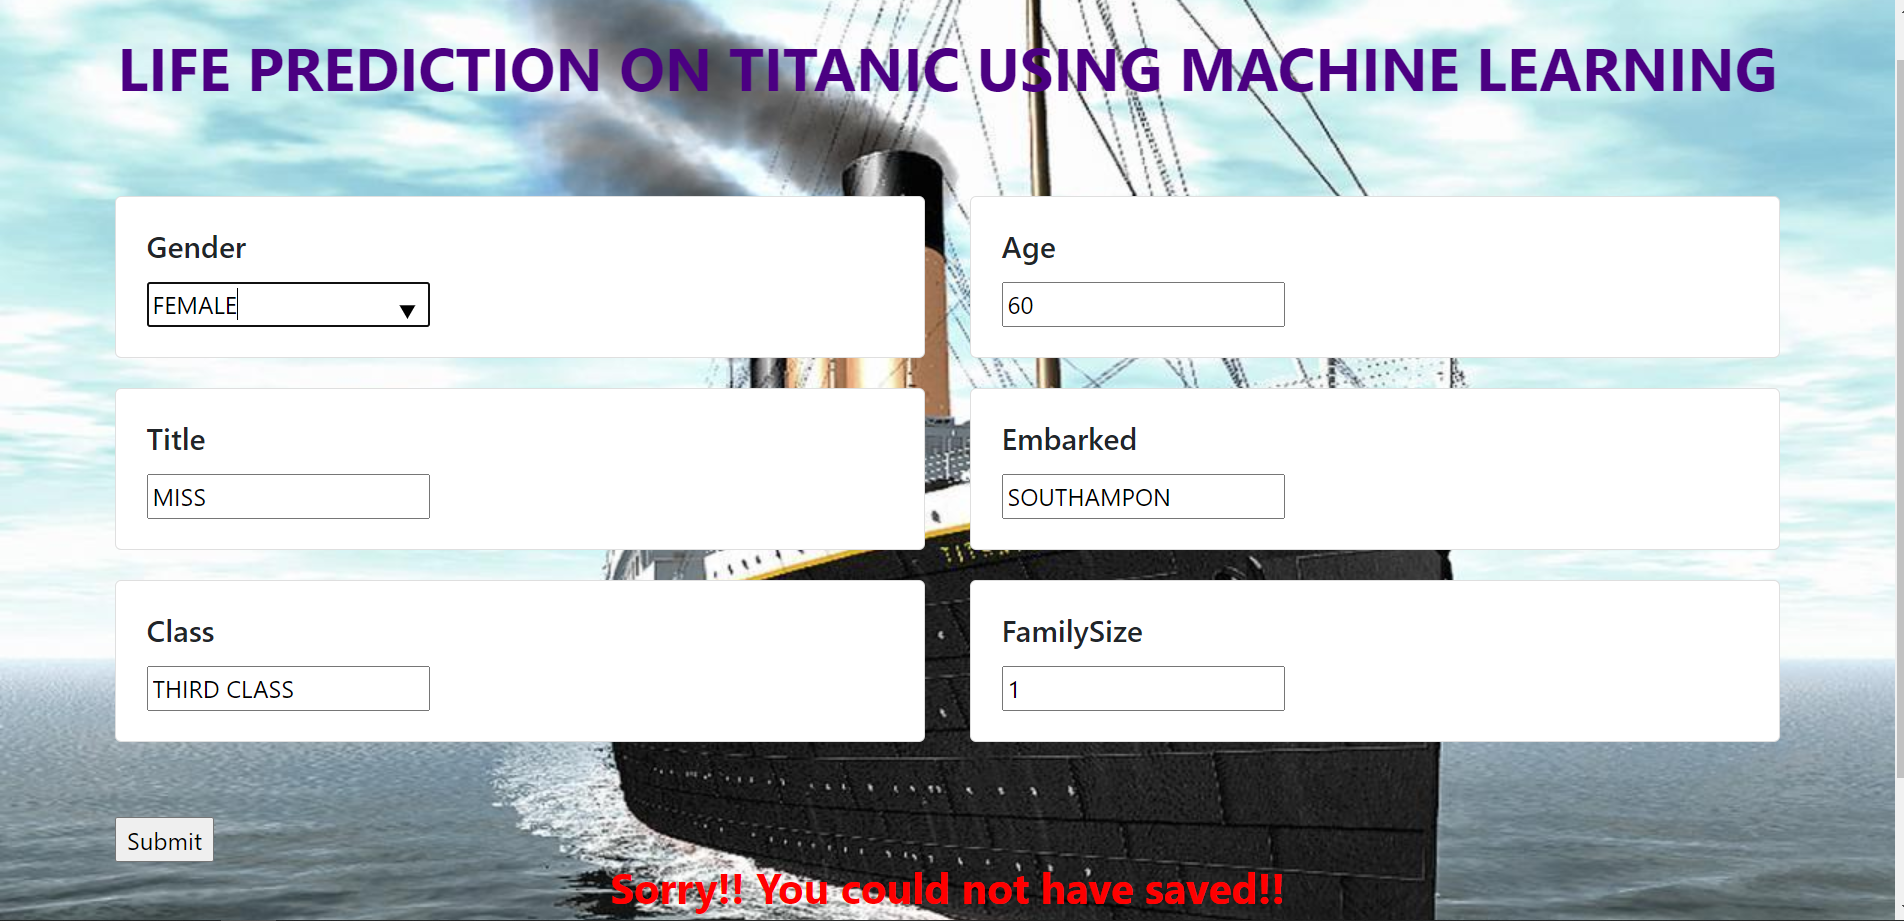 LIFE PREDICTION ON TITANIC USING MACHINE LEARNING
Gender
FEMALE
Age
60
Title
MISS
Embarked
SOUTHAMPON
Class
THIRD CLASS
FamilySize
1
Submit
Sorry!! You could not have saved!!